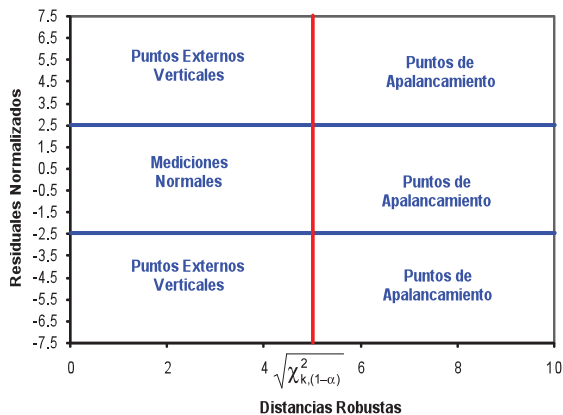 Residuales Normalizados
7.5
6.5
5.5
4.5
3.5
2.5
1.5
0.5
-0.5
-1.5
-2.5
-3.5
-4.5
-5.5
-6.5
-7.5
Puntos Externos
Verticales
Puntos de
Apalancamiento
Mediciones
Normales
Puntos de
Apalancamiento
Puntos Externos
Verticales
Puntos de
Apalancamiento
0 2 4 √χ²k,(1−α) 6 8 10
Distancias Robustas